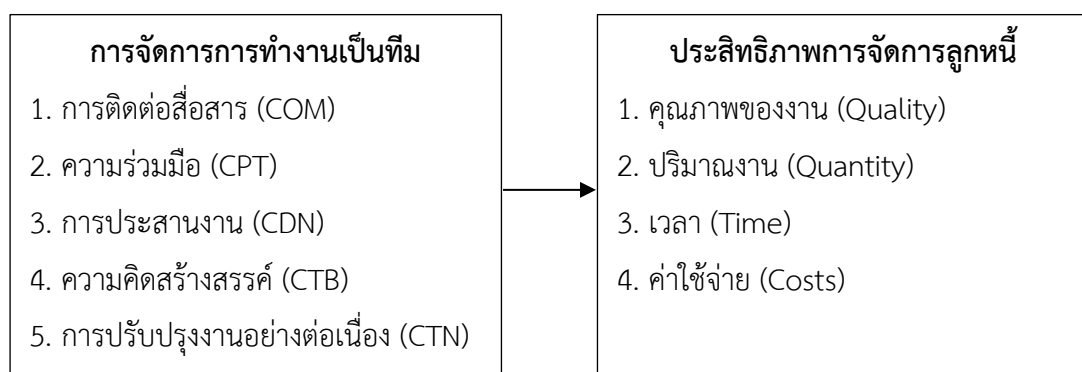 การจัดการการทำงานเป็นทีม
1. การติดต่อสื่อสาร (COM)
2. ความร่วมมือ (CPT)
3. การประสานงาน (CDN)
4. ความคิดสร้างสรรค์ (CTB)
5. การปรับปรุงงานอย่างต่อเนื่อง (CTN)
ประสิทธิภาพการจัดการลูกหนี้
1. คุณภาพของงาน (Quality)
2. ปริมาณงาน (Quantity)
3. เวลา (Time)
4. ค่าใช้จ่าย (Costs)